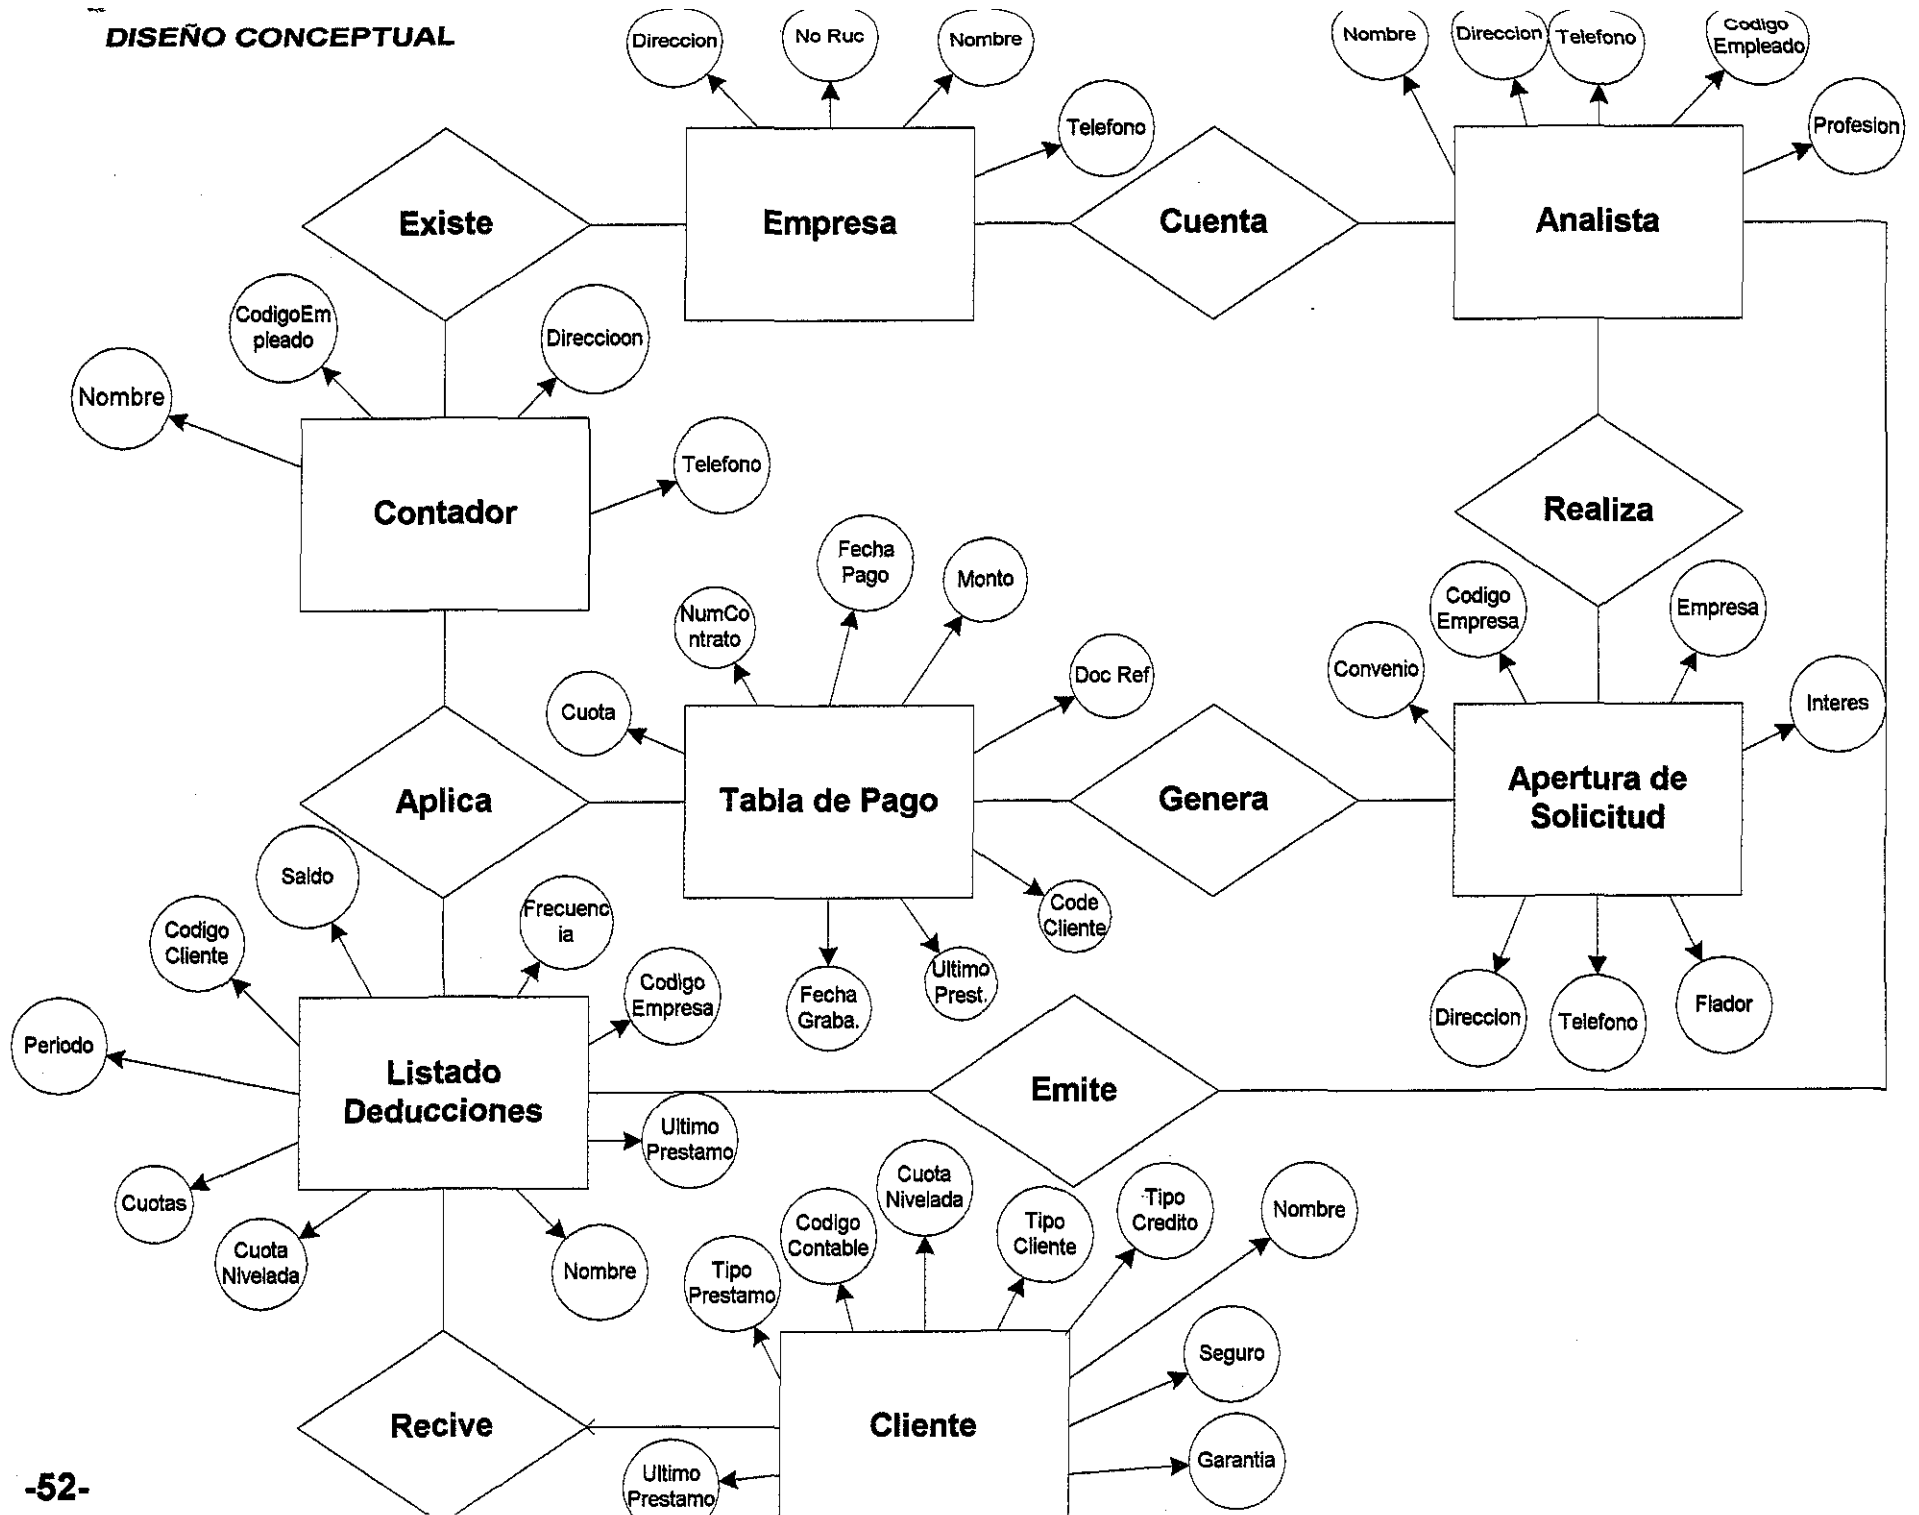 DISEÑO CONCEPTUAL
Direccion
No Ruc
Nombre
Telefono
Nombre
Direccion
Telefono
Codigo
Empleado
Profesion
Existe
Empresa
Cuenta
Analista
CodigoEm
pleado
Direccioon
Nombre
Telefono
Contador
Realiza
Fecha
Pago
Monto
NumCo
ntrato
Cuota
Doc Ref
Codigo
Empresa
Empresa
Convenio
Interes
Aplica
Tabla de Pago
Genera
Apertura de
Solicitud
Saldo
Codigo
Cliente
Frecuenc
ia
Codigo
Empresa
Periodo
Code
Cliente
Ultimo
Prest.
Fecha
Graba.
Direccion
Telefono
Fiador
Listado
Deducciones
Emite
Ultimo
Prestamo
Cuotas
Cuota
Nivelada
Nombre
Tipo
Prestamo
Codigo
Contable
Cuota
Nivelada
Tipo
Cliente
Tipo
Credito
Nombre
Seguro
Recive
Cliente
Garantia
Ultimo
Prestamo
-52-